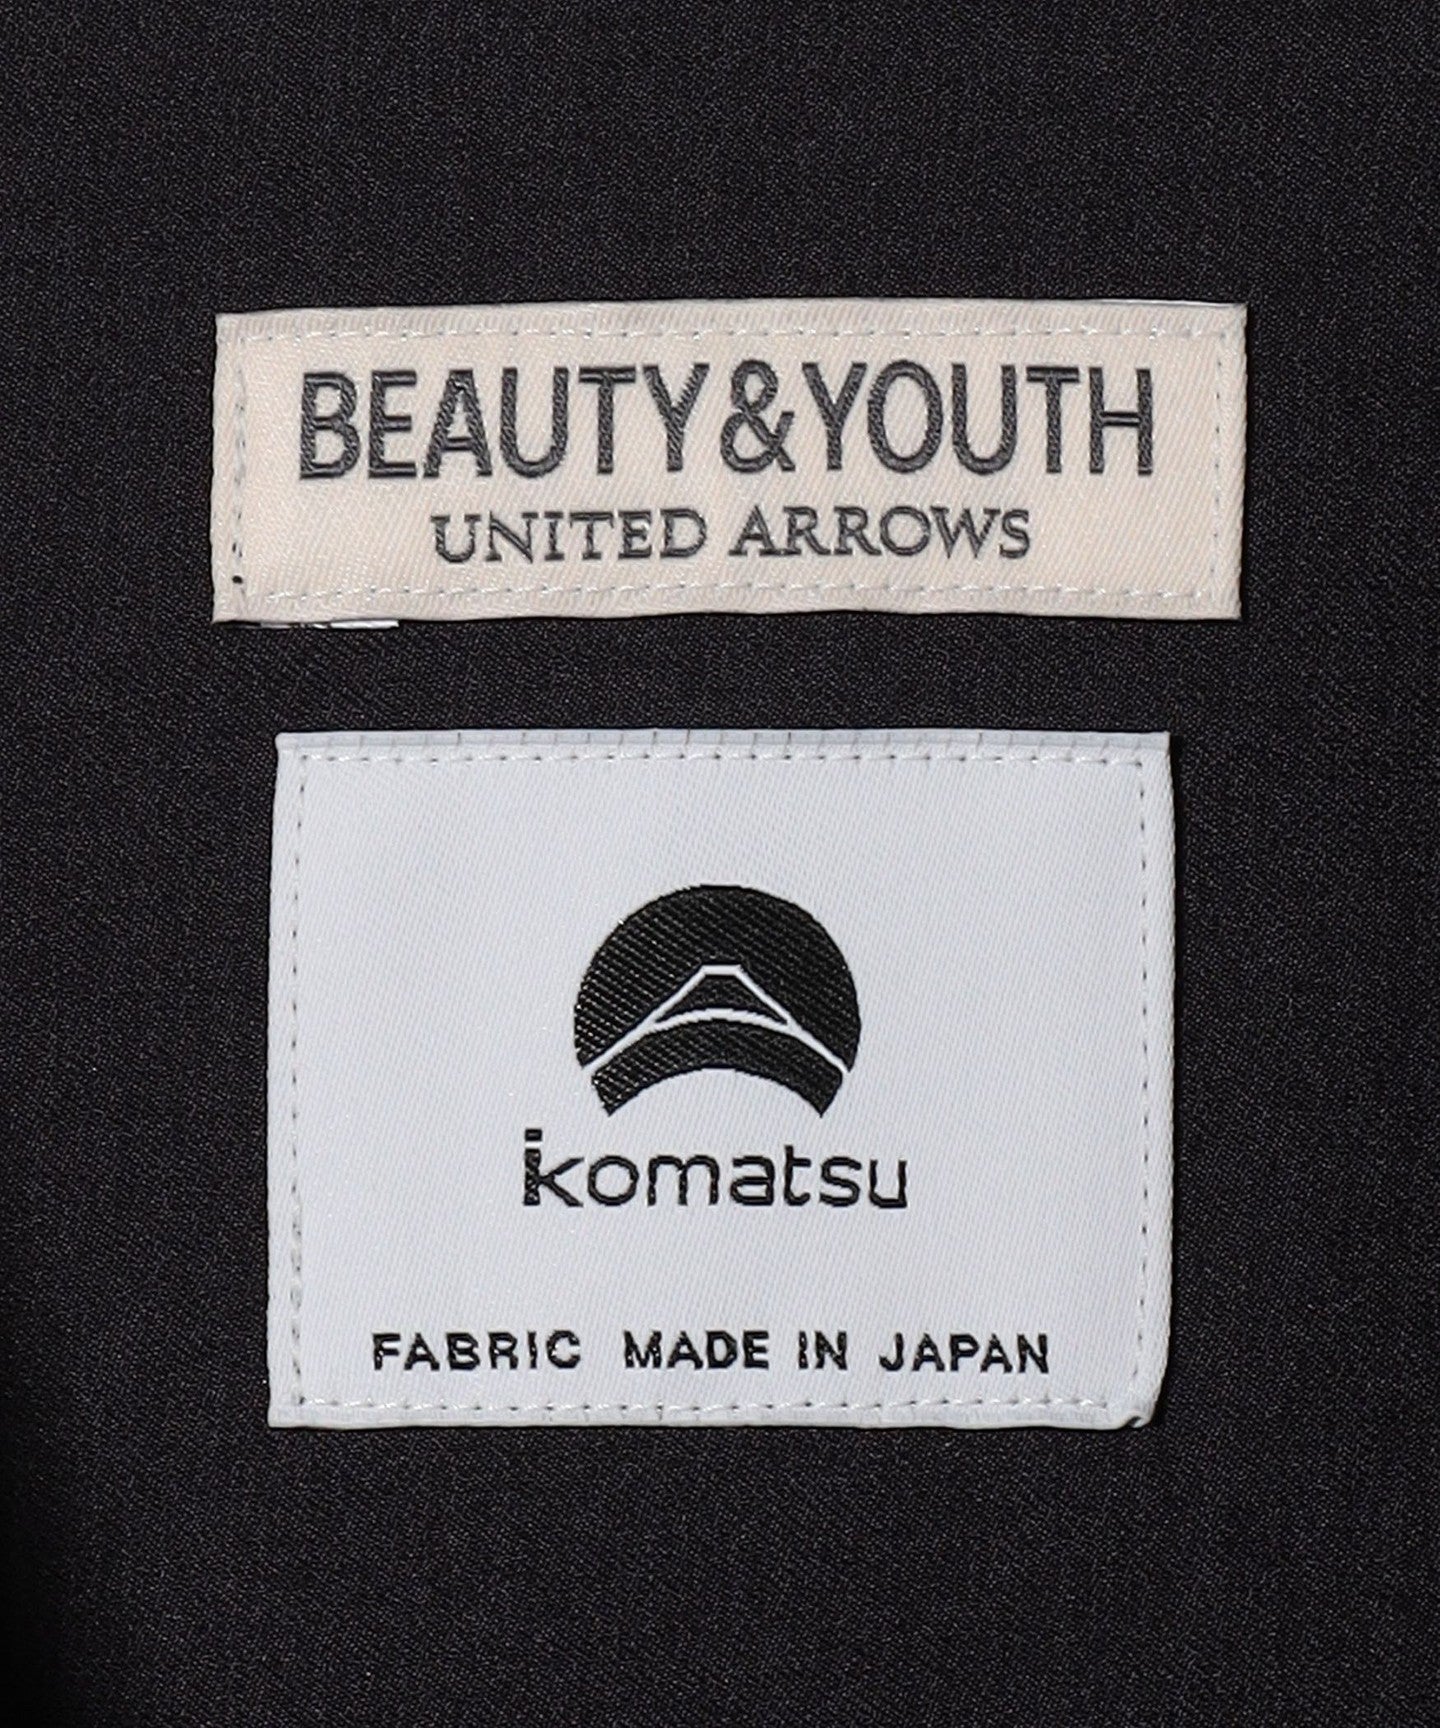 BEAUTY&YOUTH
UNITED ARROWS
komatsu
FABRIC MADE IN JAPAN